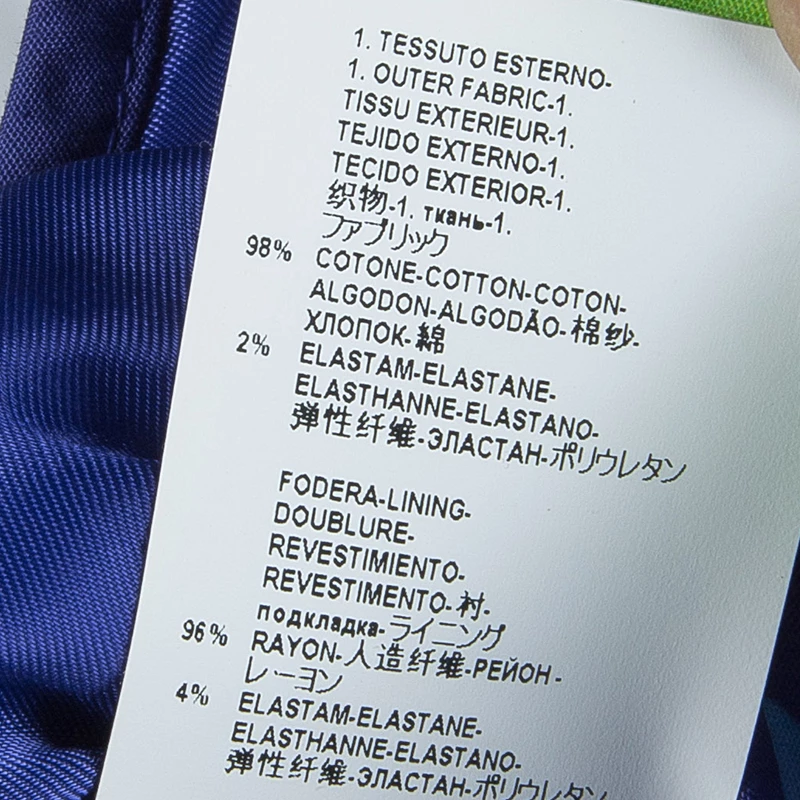 1. TESSUTO ESTERNO-
1. OUTER FABRIC-1.
TISSU EXTERIEUR-1.
TEJIDO EXTERNO-1.
TECIDO EXTERIOR-1.
织物-1. ткань-1.
ファブリック
98% COTONE-COTTON-COTON-
ALGODON-ALGODÃO-棉纱-
ХЛОПОК-綿
2% ELASTAM-ELASTANE-
ELASTHANNE-ELASTANO-
弹性纤维-ЭЛАСТАН-ポリウレタン
FODERA-LINING-
DOUBLURE-
REVESTIMIENTO-
REVESTIMENTO-衬-
подкладка-ライニング
96% RAYON-人造纤维-РЕЙОН-
レーヨン
4% ELASTAM-ELASTANE-
ELASTHANNE-ELASTANO-
弹性纤维-ЭЛАСТАН-ポリウレタン